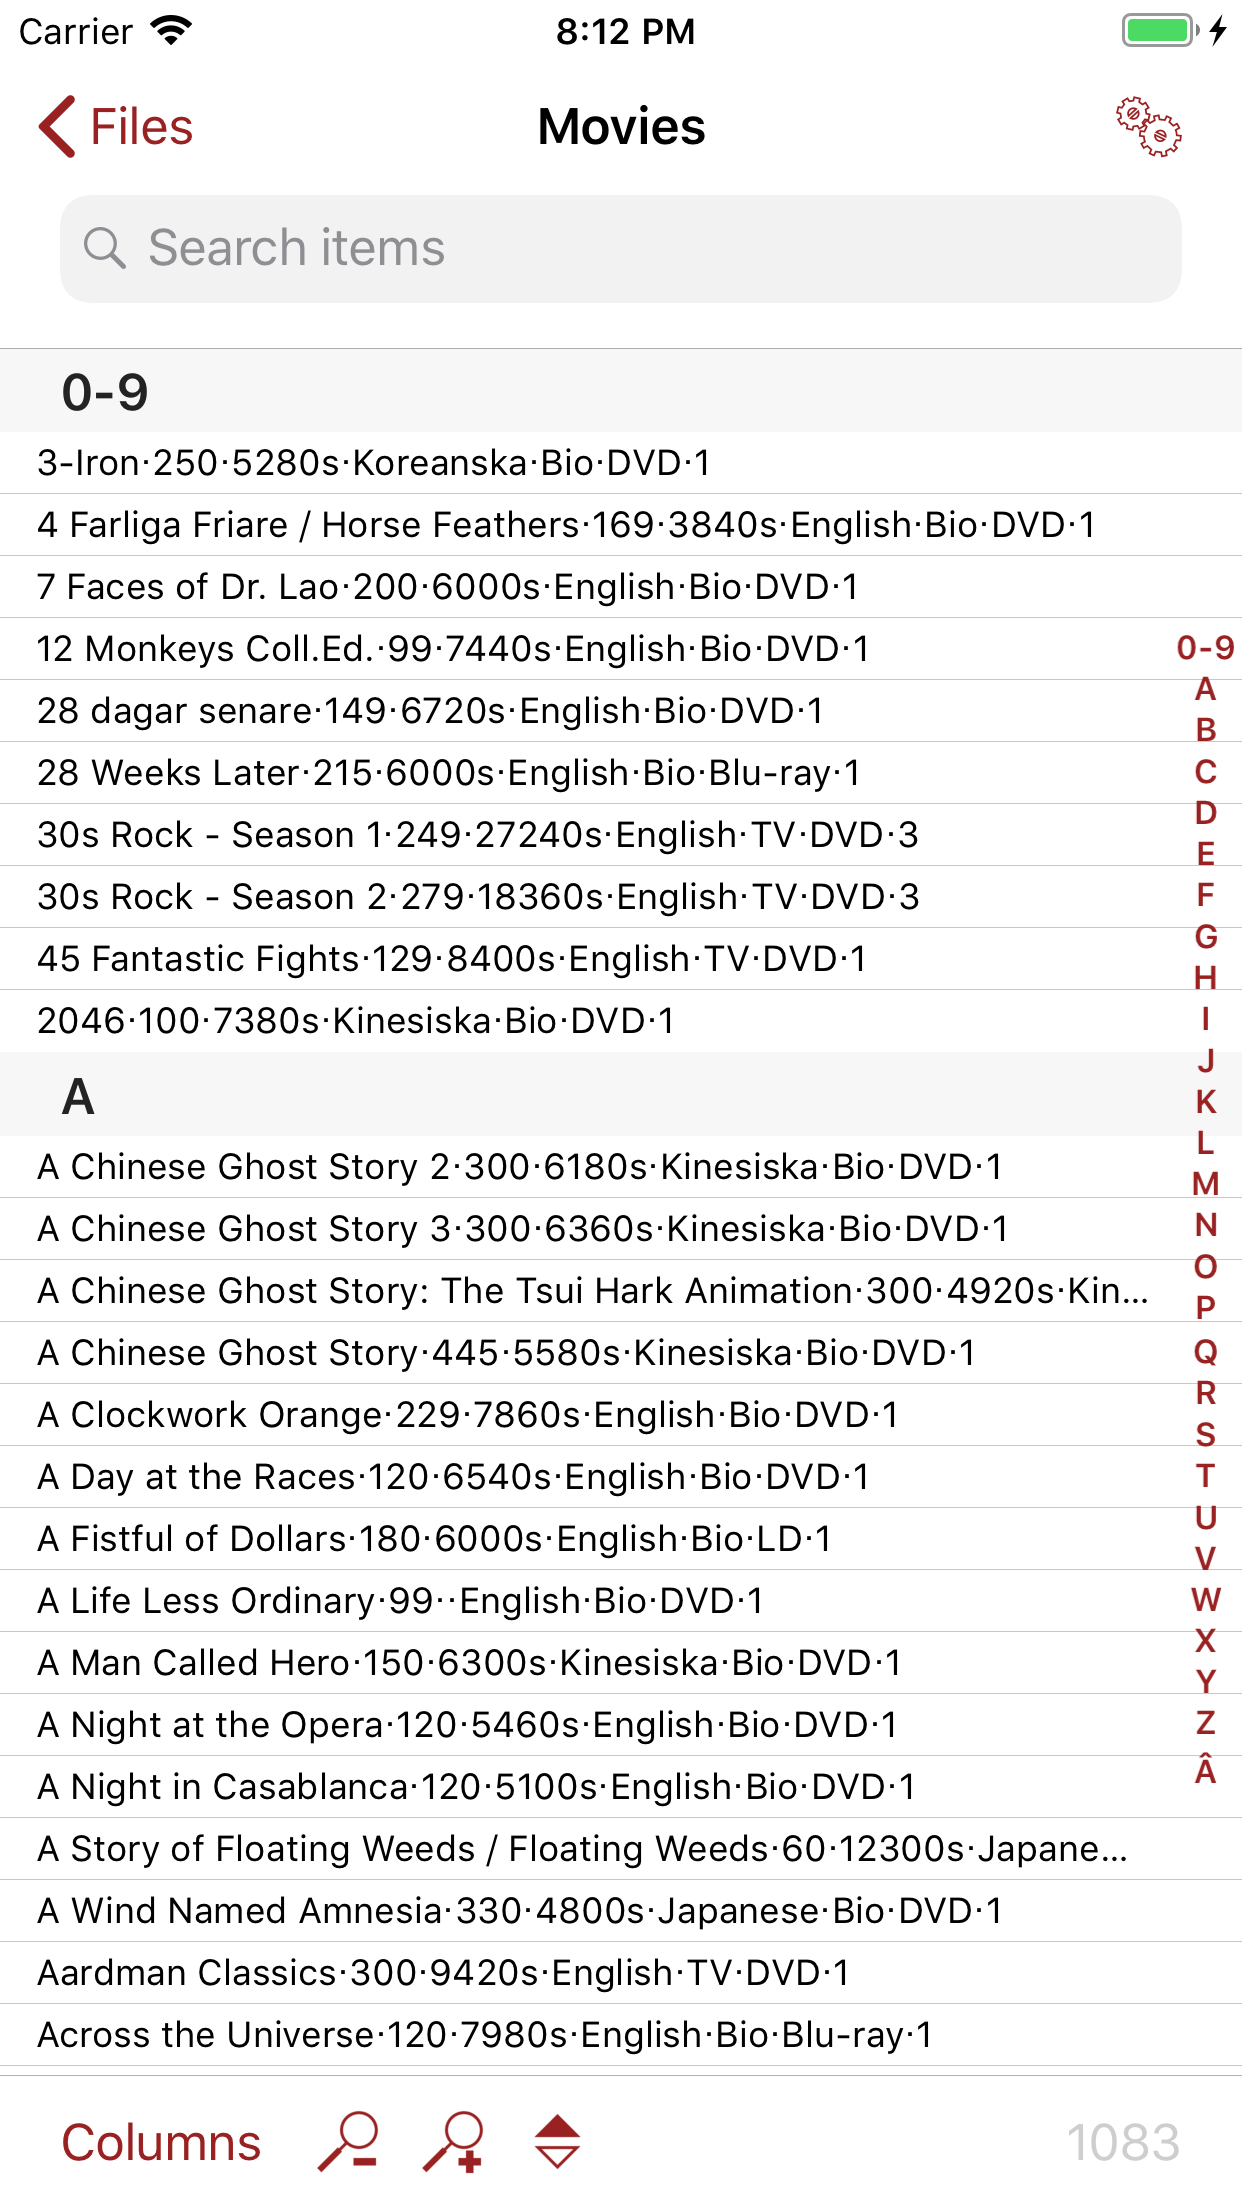 Carrier 8:12 PM
Files Movies
Search items
0-9
3-Iron·250·5280s·Koreanska·Bio·DVD·1
4 Farliga Friare / Horse Feathers·169·3840s·English·Bio·DVD·1
7 Faces of Dr. Lao·200·6000s·English·Bio·DVD·1
12 Monkeys Coll.Ed.·99·7440s·English·Bio·DVD·1
28 dagar senare·149·6720s·English·Bio·DVD·1
28 Weeks Later·215·6000s·English·Bio·Blu-ray·1
30s Rock - Season 1·249·27240s·English·TV·DVD·3
30s Rock - Season 2·279·18360s·English·TV·DVD·3
45 Fantastic Fights·129·8400s·English·TV·DVD·1
2046·100·7380s·Kinesiska·Bio·DVD·1
A
A Chinese Ghost Story 2·300·6180s·Kinesiska·Bio·DVD·1
A Chinese Ghost Story 3·300·6360s·Kinesiska·Bio·DVD·1
A Chinese Ghost Story: The Tsui Hark Animation·300·4920s·Kin...
A Chinese Ghost Story·445·5580s·Kinesiska·Bio·DVD·1
A Clockwork Orange·229·7860s·English·Bio·DVD·1
A Day at the Races·120·6540s·English·Bio·DVD·1
A Fistful of Dollars·180·6000s·English·Bio·LD·1
A Life Less Ordinary·99··English·Bio·DVD·1
A Man Called Hero·150·6300s·Kinesiska·Bio·DVD·1
A Night at the Opera·120·5460s·English·Bio·DVD·1
A Night in Casablanca·120·5100s·English·Bio·DVD·1
A Story of Floating Weeds / Floating Weeds·60·12300s·Japane...
A Wind Named Amnesia·330·4800s·Japanese·Bio·DVD·1
Aardman Classics·300·9420s·English·TV·DVD·1
Across the Universe·120·7980s·English·Bio·Blu-ray·1
0-9
A
B
C
D
E
F
G
H
I
J
K
L
M
N
O
P
Q
R
S
T
U
V
W
X
Y
Z
Â
Columns 1083